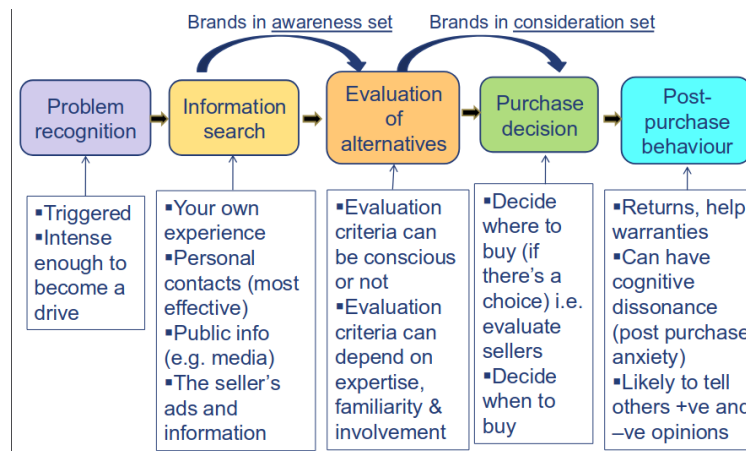 Brands in awareness set
Brands in consideration set
Problem
recognition
Information
search
Evaluation
of
alternatives
Purchase
decision
Post-
purchase
behaviour
▪Triggered
▪Intense
enough to
become a
drive
▪Your own
experience
▪Personal
contacts (most
effective)
▪Public info
(e.g. media)
▪The seller’s
ads and
information
▪Evaluation
criteria can
be conscious
or not
▪Evaluation
criteria can
depend on
expertise,
familiarity &
involvement
▪Decide
where to
buy (if
there’s a
choice) i.e.
evaluate
sellers
▪Decide
when to
buy
▪Returns, help,
warranties
▪Can have
cognitive
dissonance
(post purchase
anxiety)
▪Likely to tell
others +ve and
–ve opinions